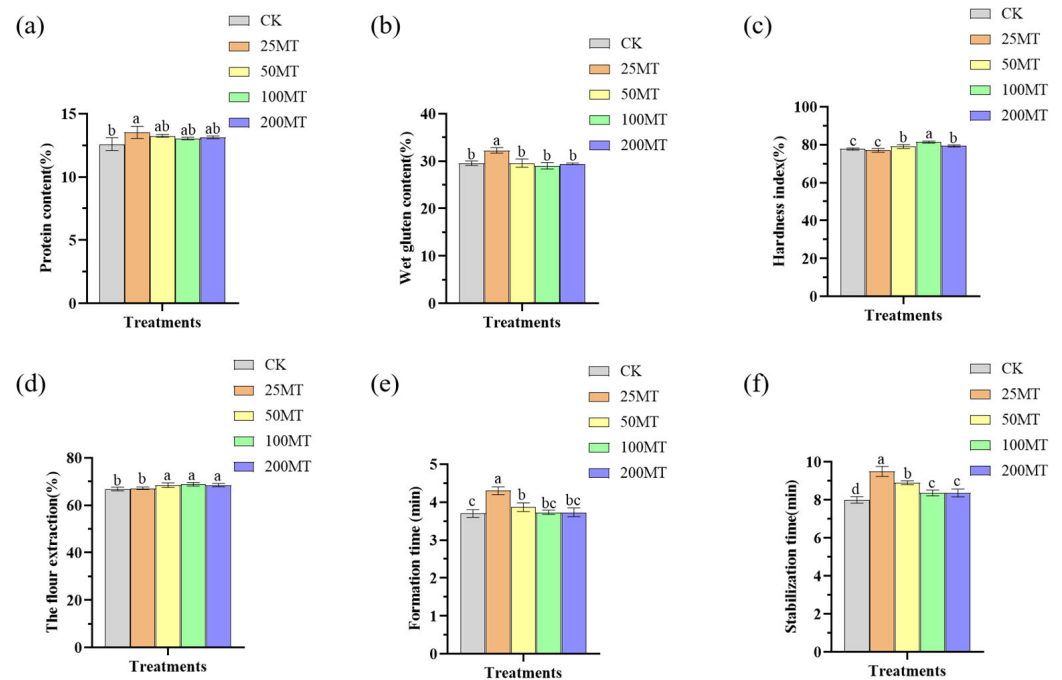 (a)
CK
25MT
50MT
100MT
200MT
Protein content(%)
15
10
5
0
b a ab ab ab
Treatments
(b)
CK
25MT
50MT
100MT
200MT
Wet gluten content(%)
40
30
20
10
0
b a b b b
Treatments
(c)
CK
25MT
50MT
100MT
200MT
Hardness index(%)
100
80
60
40
20
0
c c b a b
Treatments
(d)
CK
25MT
50MT
100MT
200MT
The flour extraction(%)
80
60
40
20
0
b b a a a
Treatments
(e)
CK
25MT
50MT
100MT
200MT
Formation time (min)
5
4
3
2
1
0
c a b bc bc
Treatments
(f)
CK
25MT
50MT
100MT
200MT
Stabilization time(min)
10
8
6
4
2
0
d a b c c
Treatments